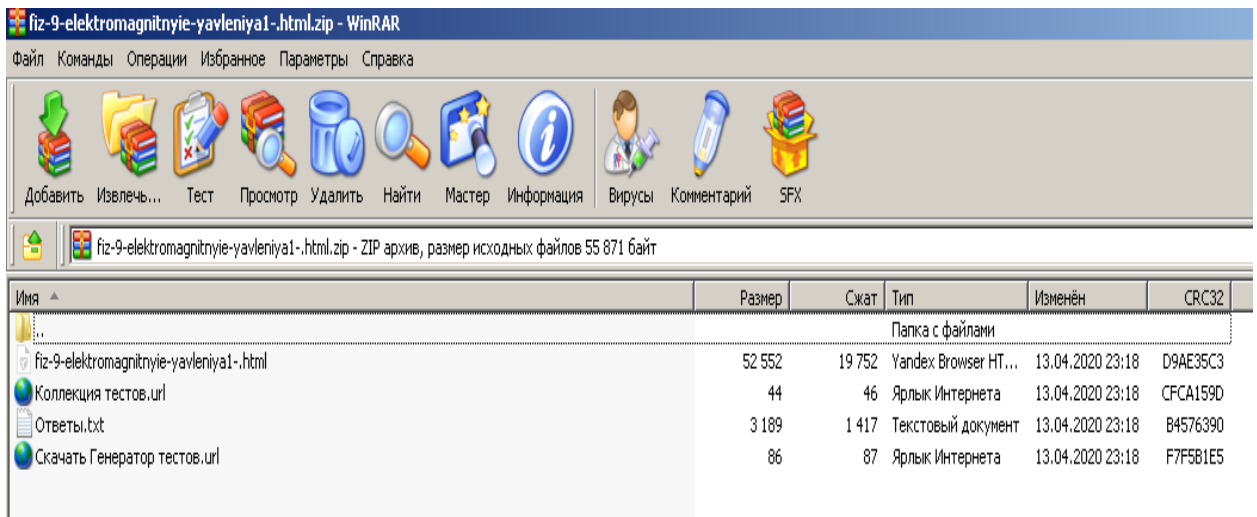 fiz-9-elektromagnitnyie-yavleniya1-.html.zip - WinRAR
Файл Команды Операции Избранное Параметры Справка
Добавить Извлечь... Тест Просмотр Удалить Найти Мастер Информация Вирусы Комментарий SFX
fiz-9-elektromagnitnyie-yavleniya1-.html.zip - ZIP архив, размер исходных файлов 55 871 байт
Имя Размер Сжат Тип Изменён CRC32
.. Папка с файлами
fiz-9-elektromagnitnyie-yavleniya1-.html 52 552 19 752 Yandex Browser HT... 13.04.2020 23:18 D9AE35C3
Коллекция тестов.url 44 46 Ярлык Интернета 13.04.2020 23:18 CFCA159D
Ответы.txt 3 189 1 417 Текстовый документ 13.04.2020 23:18 B4576390
Скачать Генератор тестов.url 86 87 Ярлык Интернета 13.04.2020 23:18 F7F5B1E5